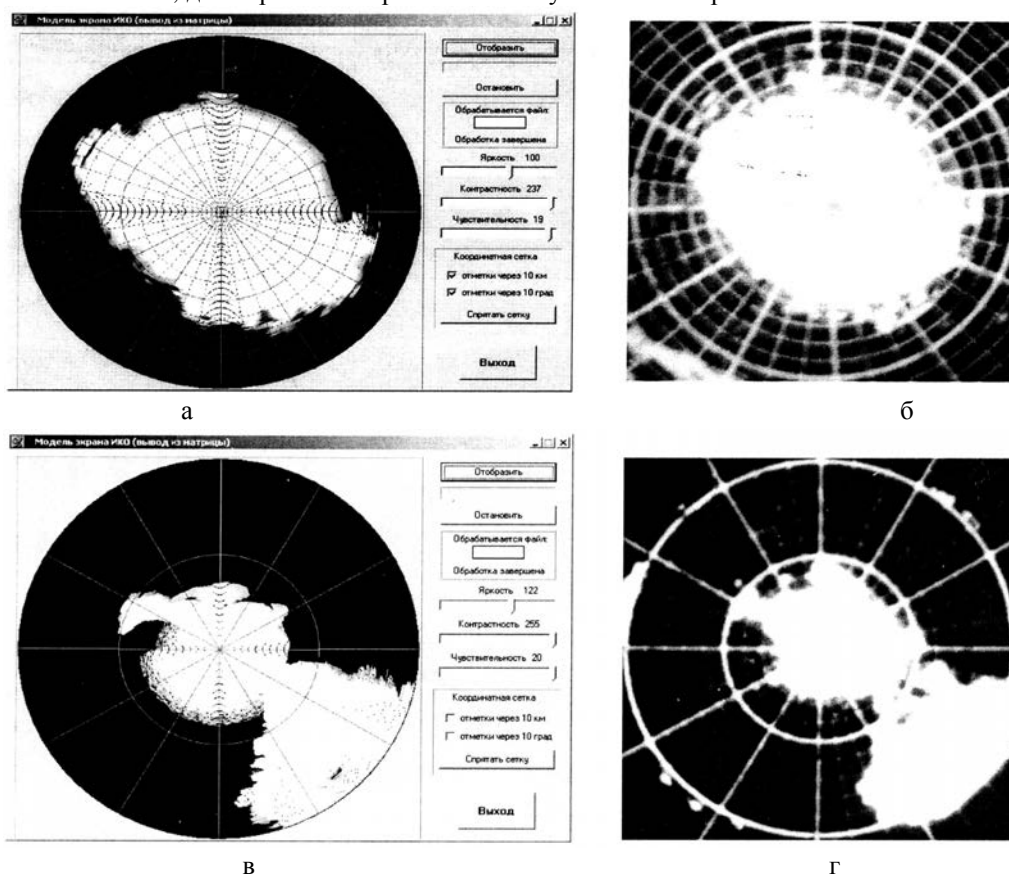 Модель экрана ИКО (вывод из матрицы)
Отобразить
Остановить
Обрабатывается файл:
Обработка завершена
Яркость 100
Контрастность 237
Чувствительность 19
Координатная сетка
отметки через 10 км
отметки через 10 град
Спрятать сетку
Выход
а
б
Модель экрана ИКО (вывод из матрицы)
Отобразить
Остановить
Обрабатывается файл:
Обработка завершена
Яркость 122
Контрастность 255
Чувствительность 20
Координатная сетка
отметки через 10 км
отметки через 10 град
Спрятать сетку
Выход
в
г